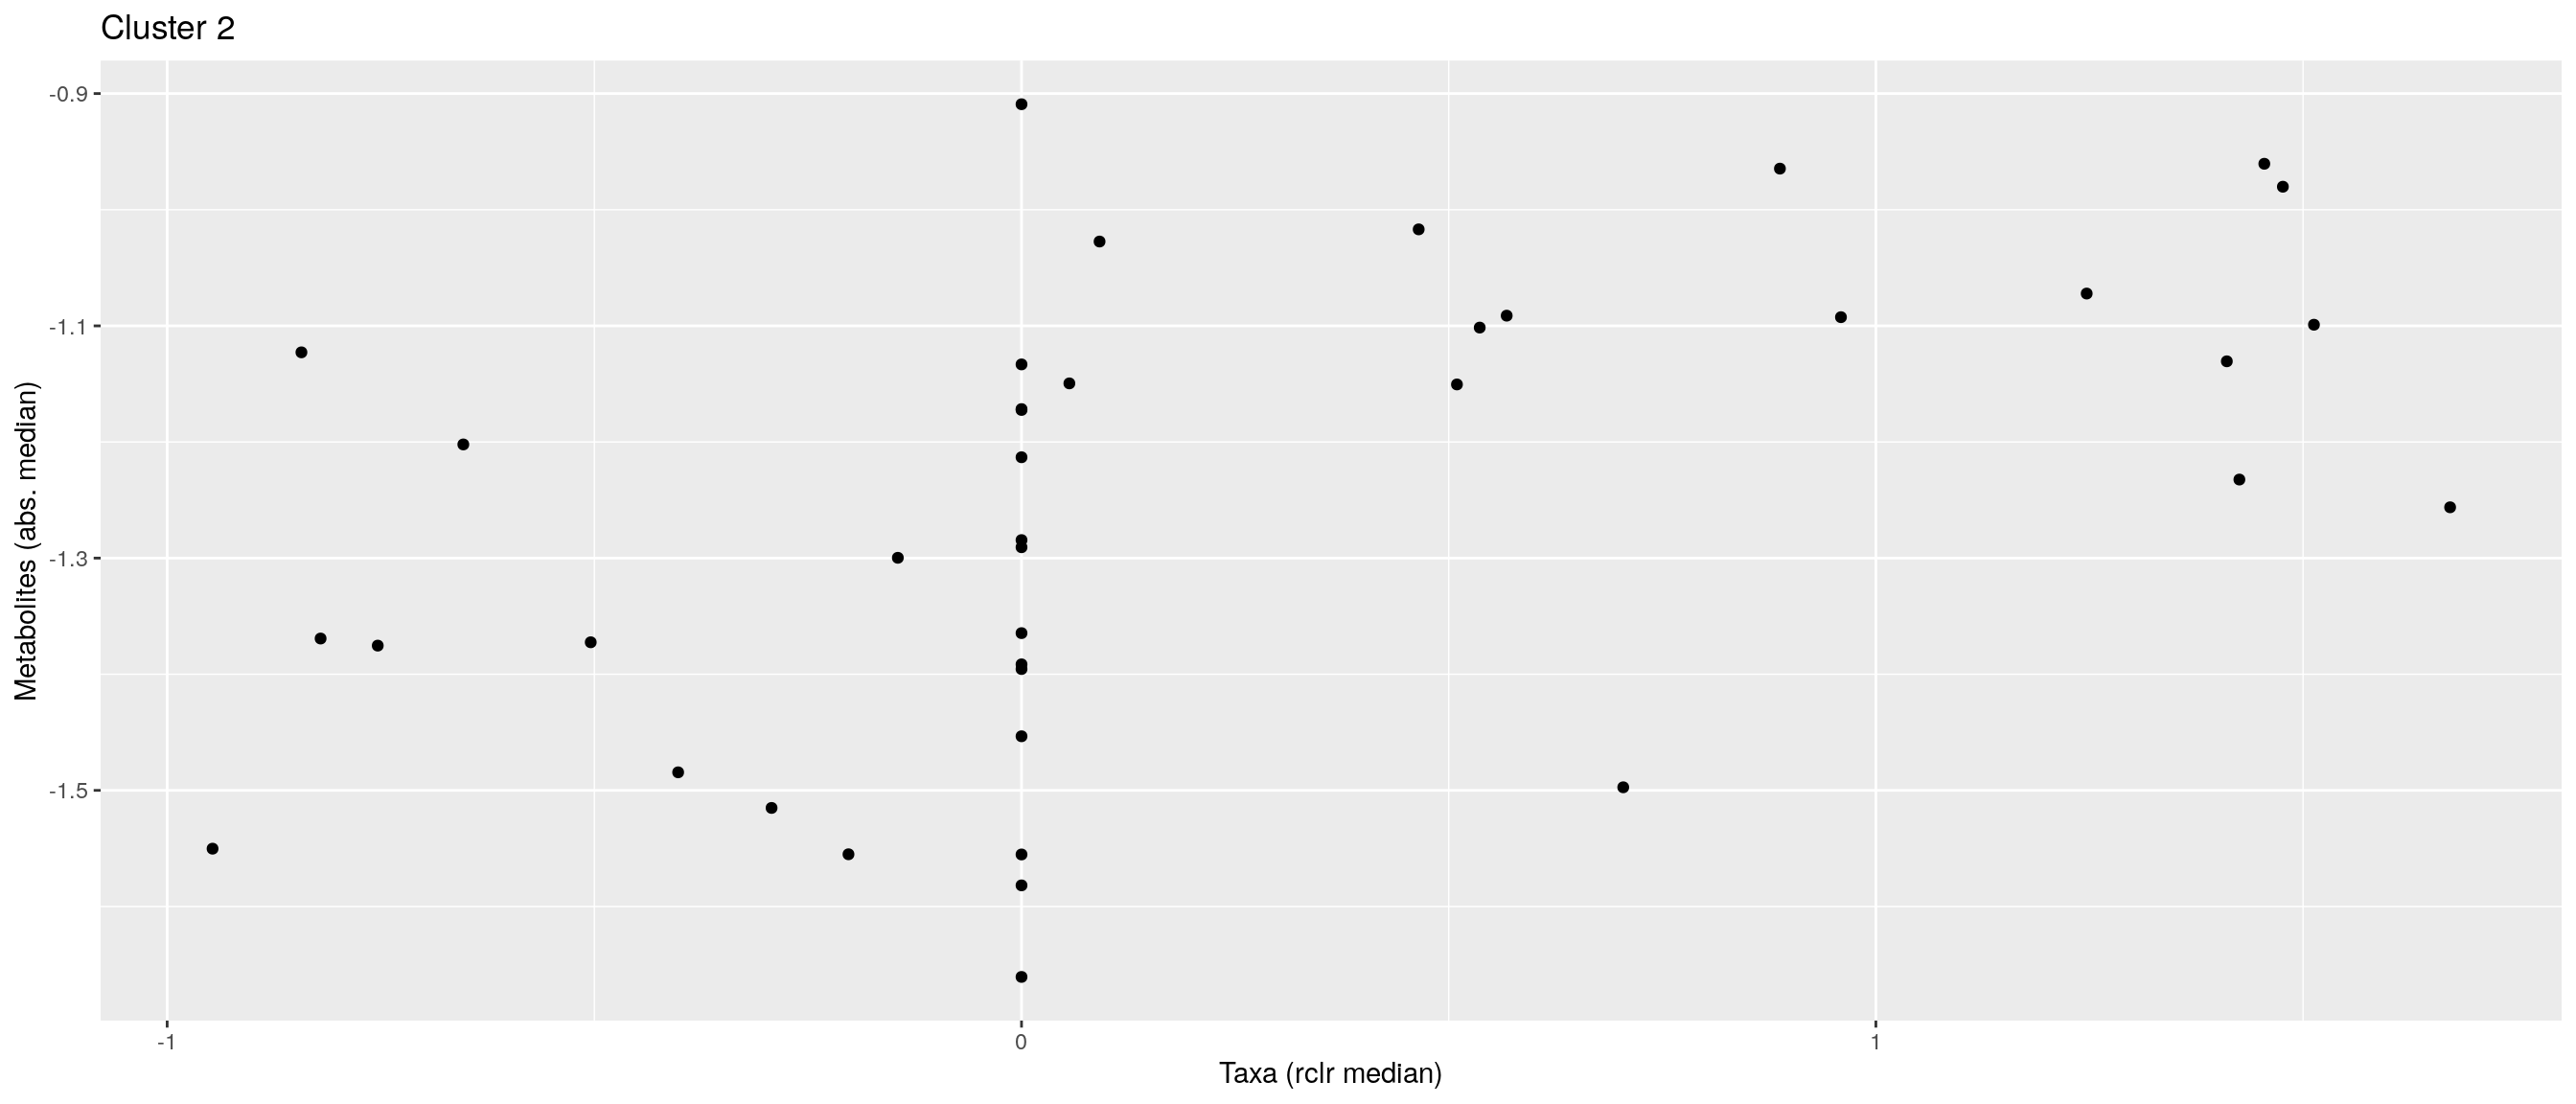 Cluster 2
-0.9
-1.1
-1.3
-1.5
Metabolites (abs. median)
-1
0
1
Taxa (rclr median)